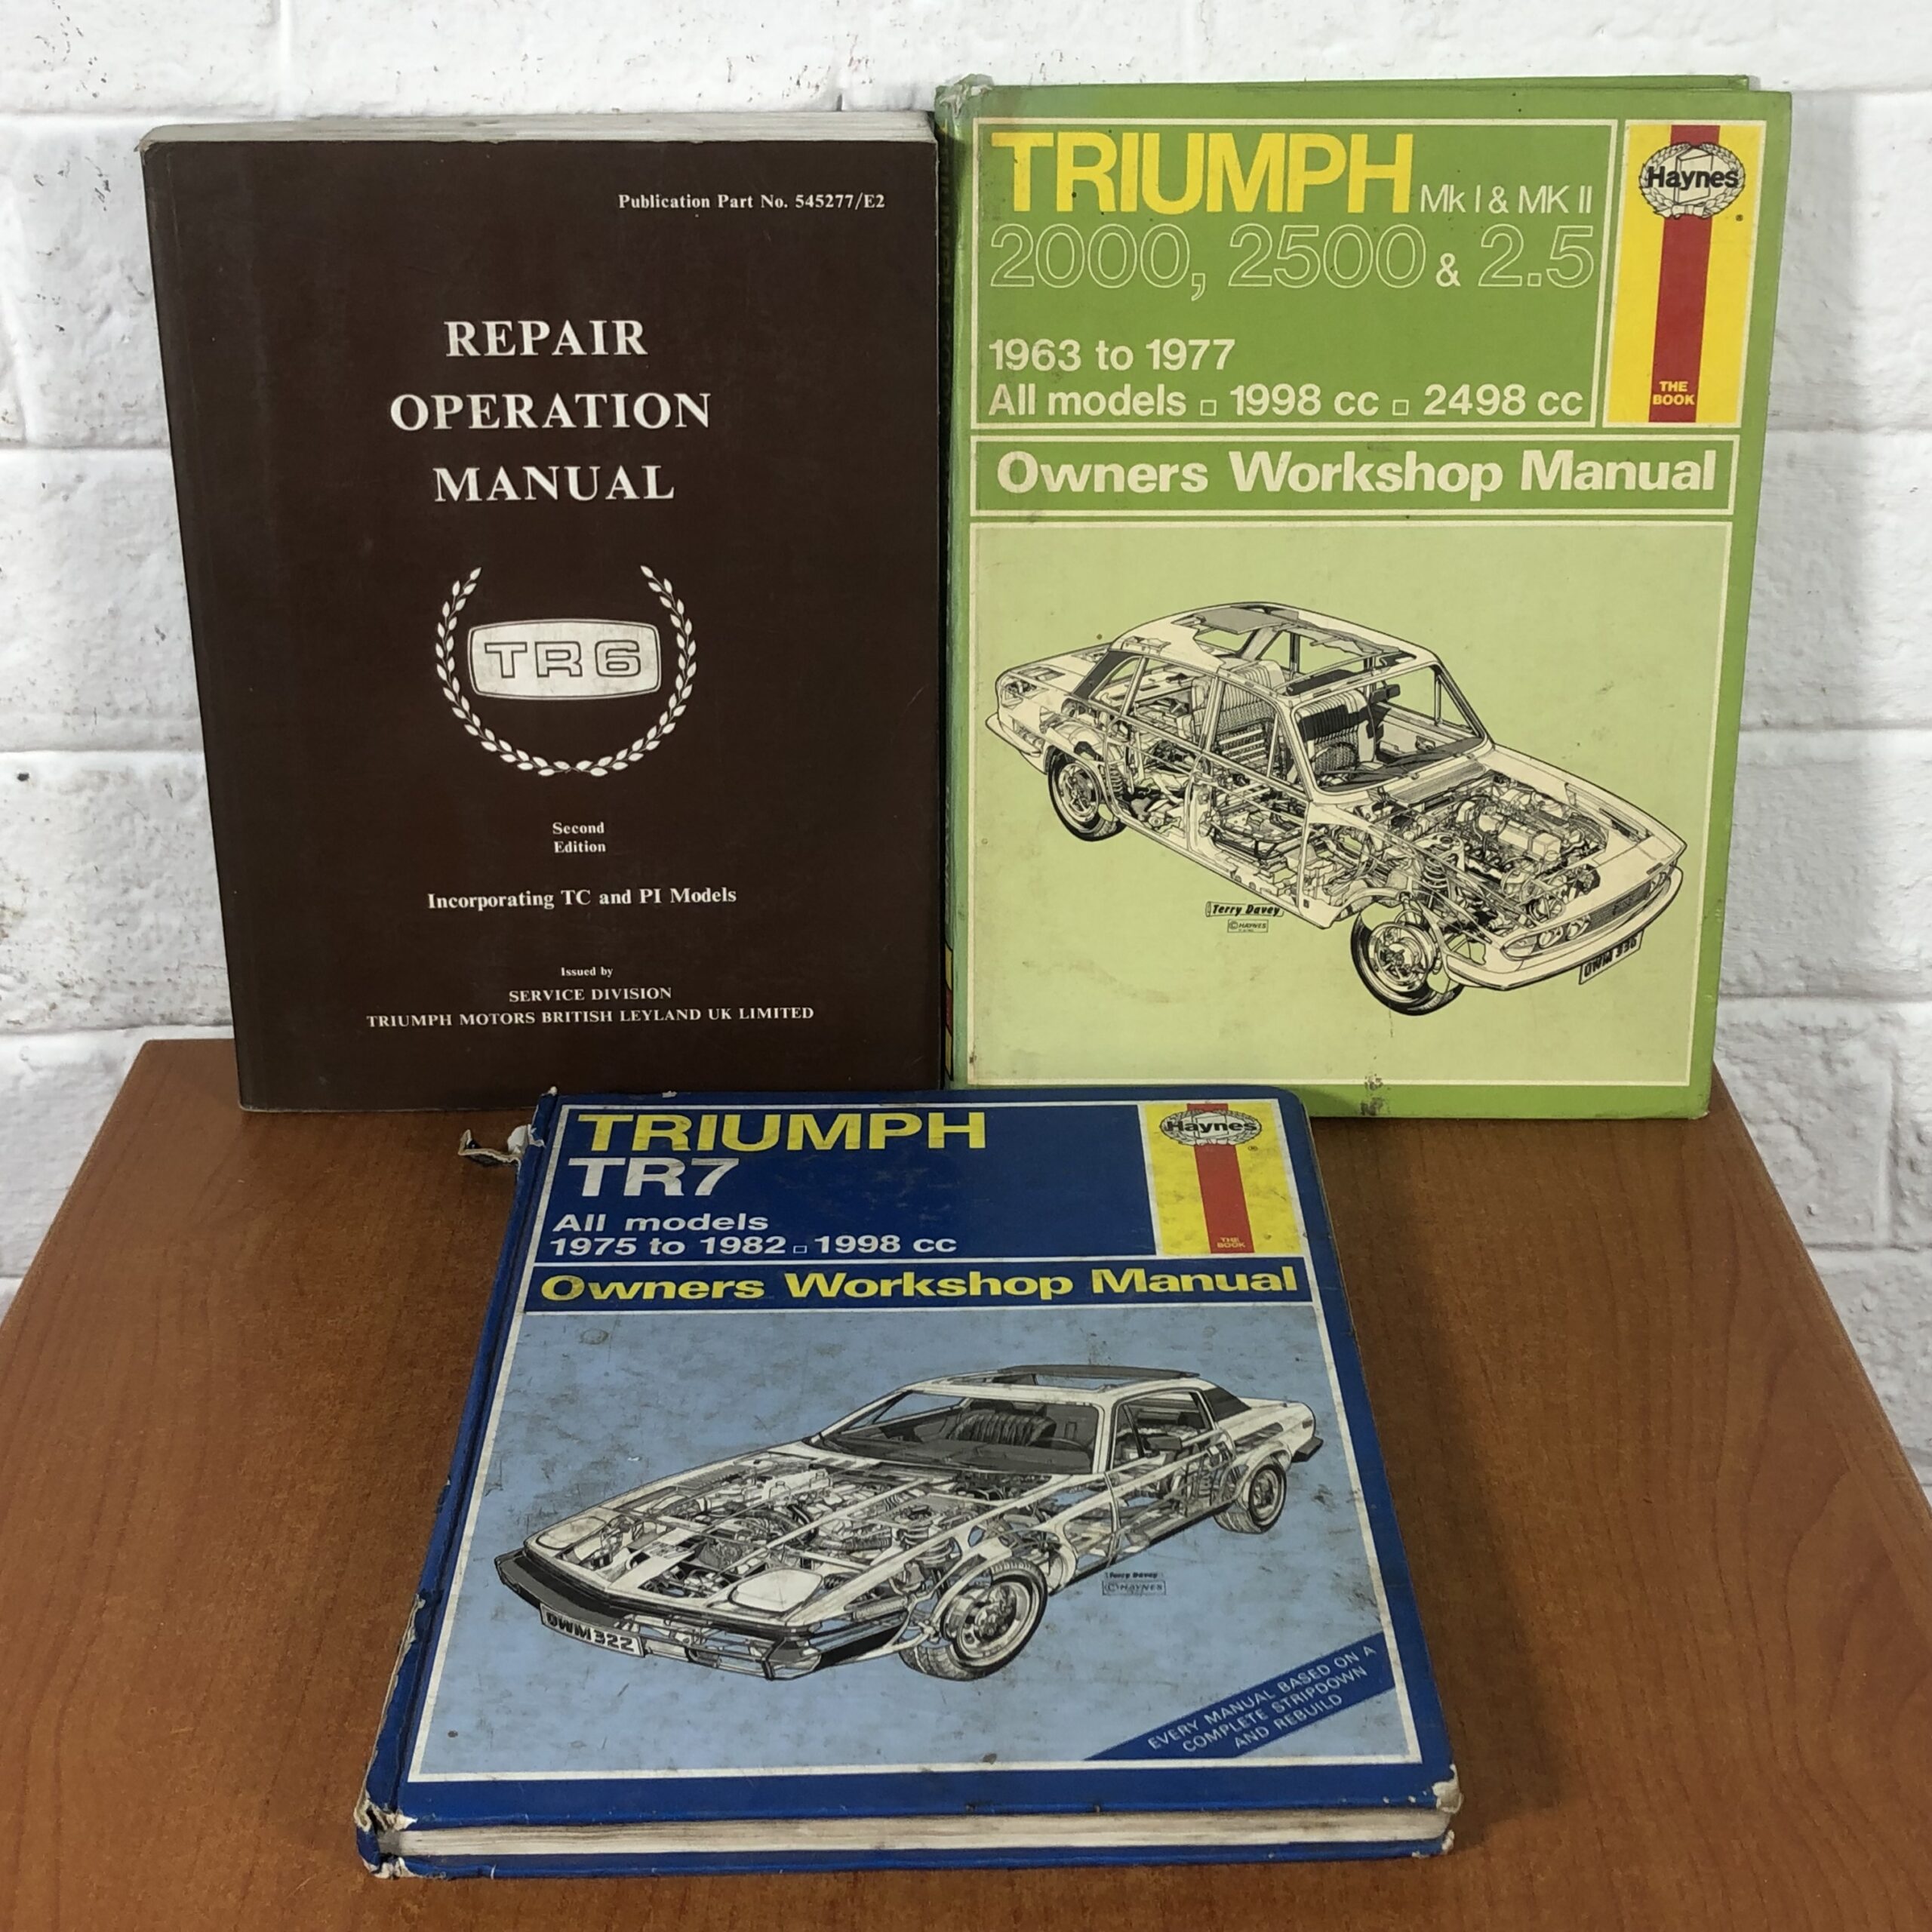 Publication Part No. 545277/E2
REPAIR
OPERATION
MANUAL
TR6
Second
Edition
Incorporating TC and PI Models
Issued by
SERVICE DIVISION
TRIUMPH MOTORS BRITISH LEYLAND UK LIMITED
TRIUMPH Mk I & MK II
2000, 2500 & 2.5
1963 to 1977
All models □ 1998 cc □ 2498 cc
Haynes
THE
BOOK
Owners Workshop Manual
Terry Davey
© HAYNES
TRIUMPH
TR7
All models
1975 to 1982 □ 1998 cc
Haynes
THE
BOOK
Owners Workshop Manual
OWM 322
Terry Davey
© HAYNES
EVERY MANUAL BASED ON A
COMPLETE STRIPDOWN
AND REBUILD